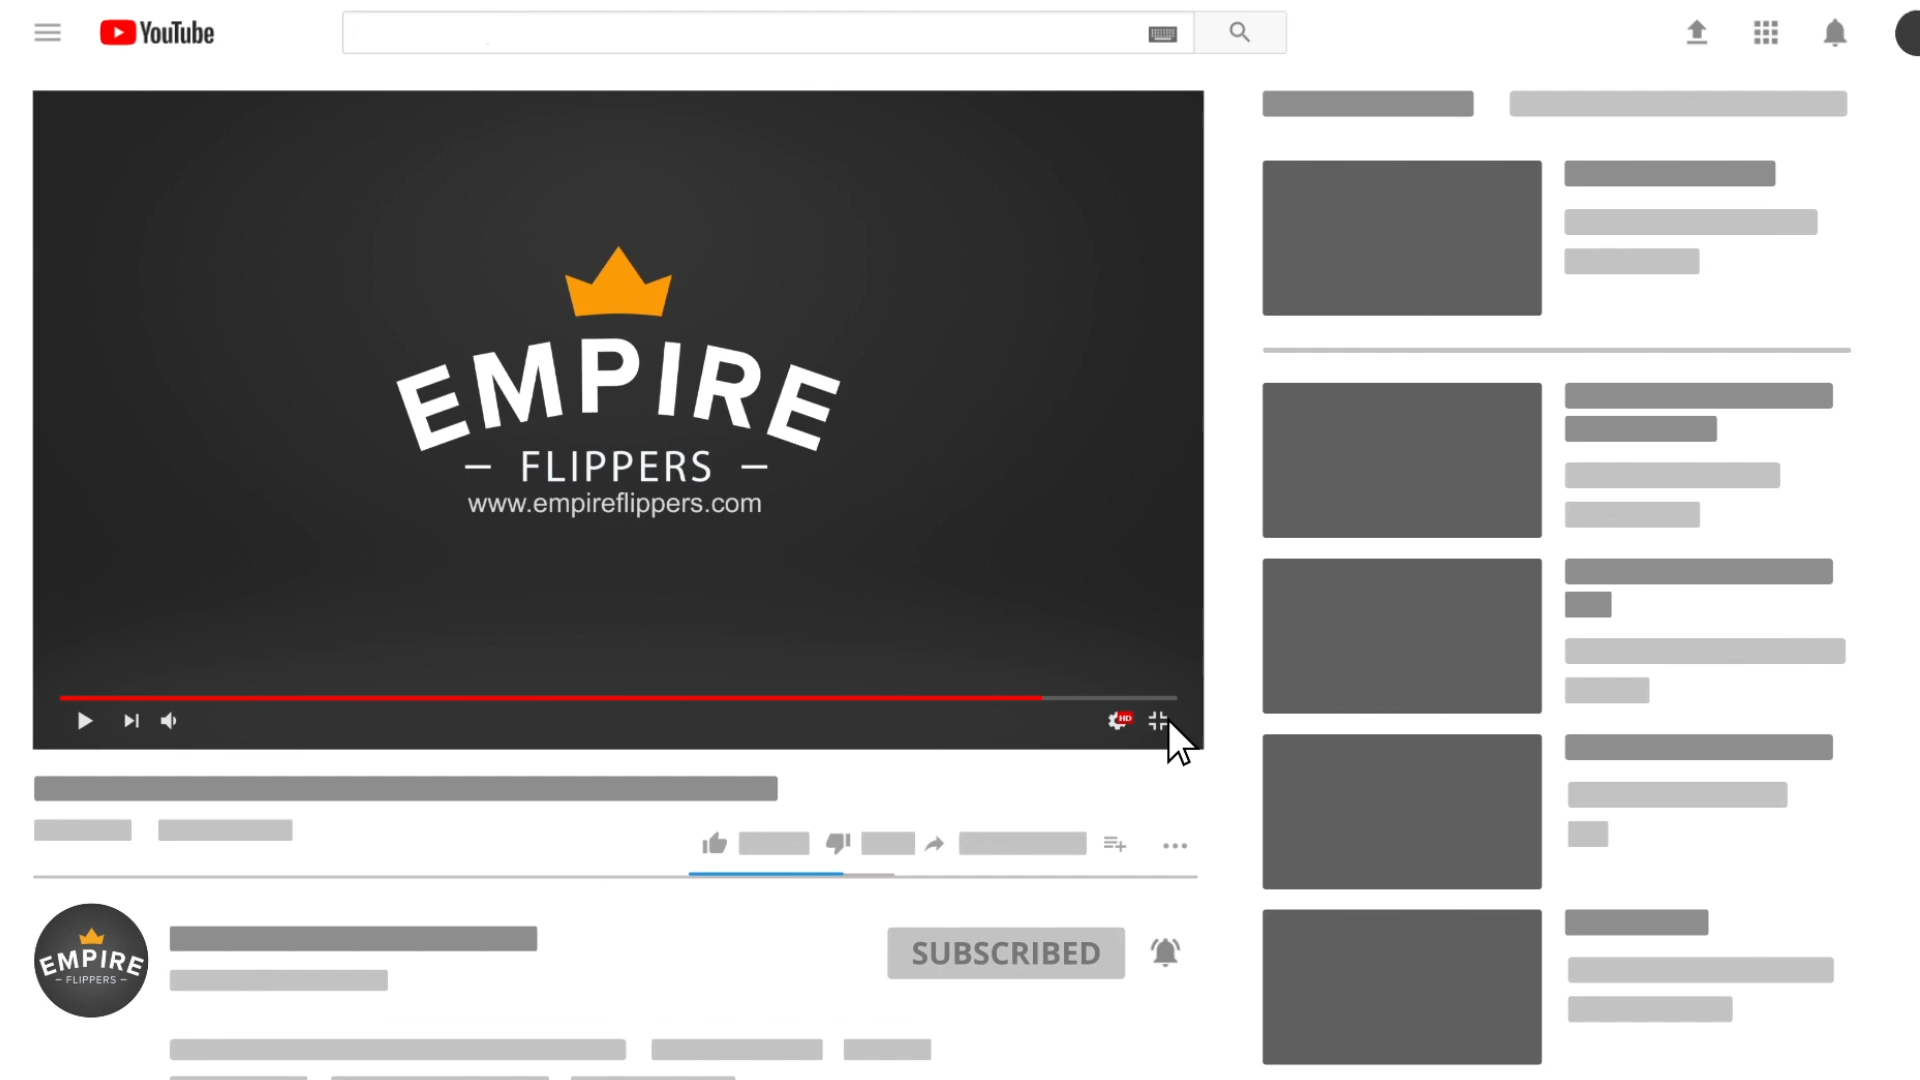 YouTube
EMPIRE
– FLIPPERS –
www.empireflippers.com
HD
EMPIRE
– FLIPPERS –
SUBSCRIBED